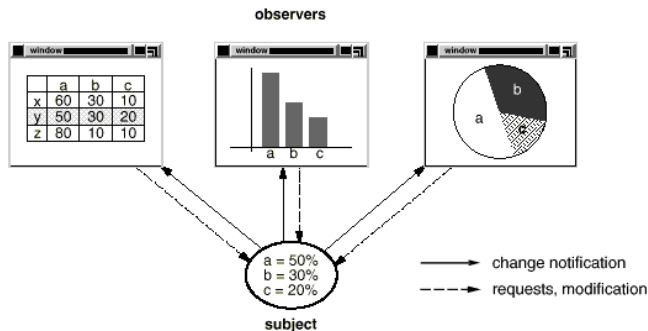 observers
window
window
window
a b c
x 60 30 10
y 50 30 20
z 80 10 10
a b c
a
b
c
a = 50%
b = 30%
c = 20%
subject
change notification
requests, modification